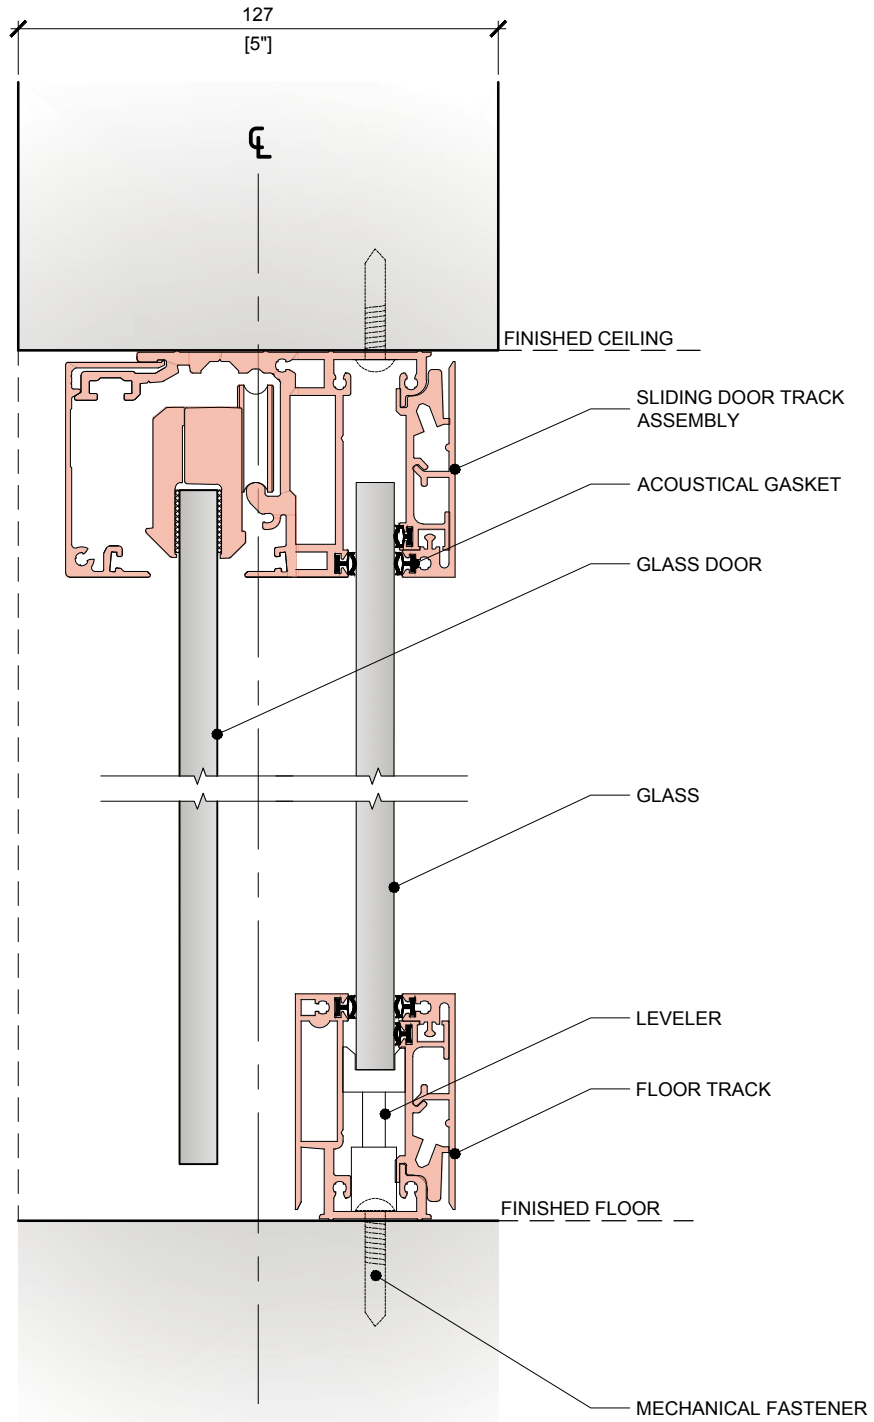 127
[5"]
℄
FINISHED CEILING
SLIDING DOOR TRACK
ASSEMBLY
ACOUSTICAL GASKET
GLASS DOOR
GLASS
LEVELER
FLOOR TRACK
FINISHED FLOOR
MECHANICAL FASTENER